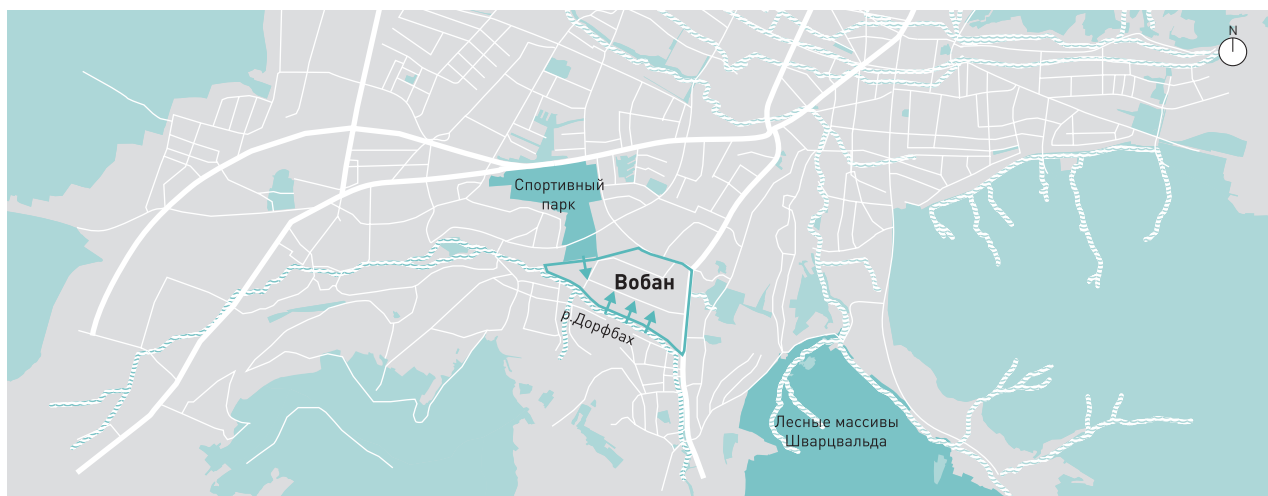 N
Спортивный
парк
Вобан
р.Дорфбах
Лесные массивы
Шварцвальда